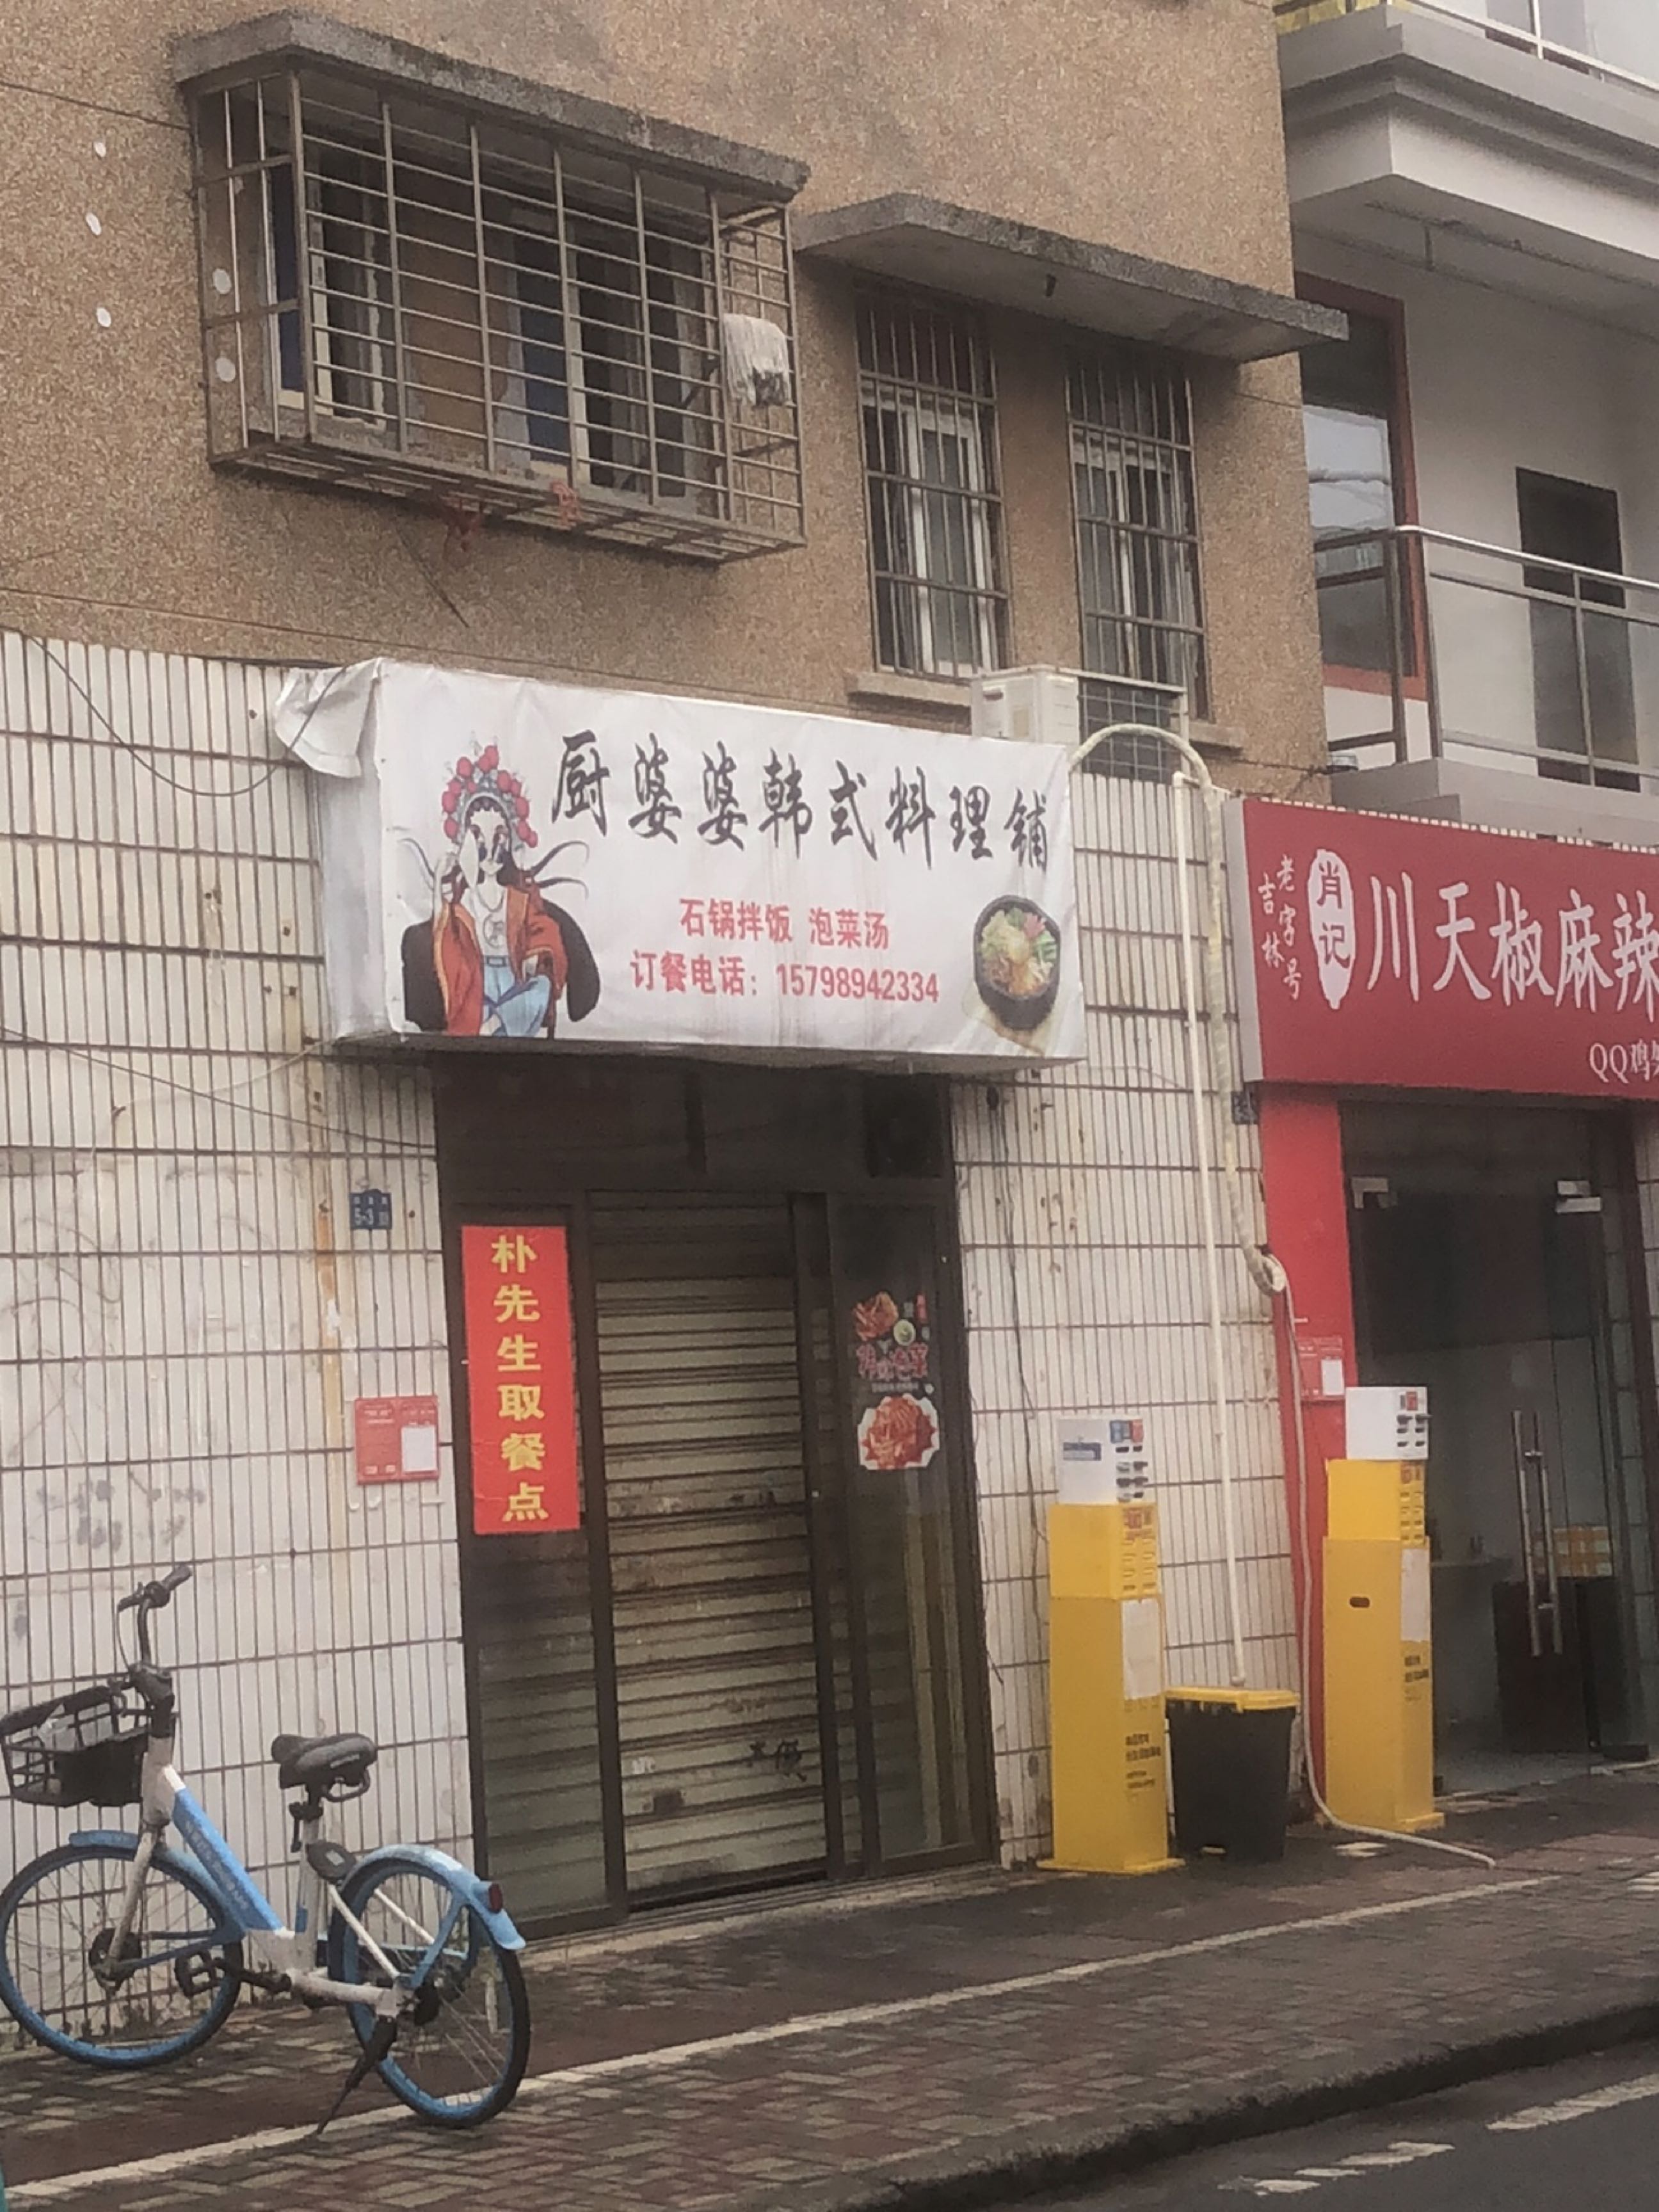 厨婆婆韩式料理铺
石锅拌饭 泡菜汤
订餐电话：15798942334
老字号
吉林
肖记
川天椒麻辣
QQ鸡
5-3
朴先生取餐点